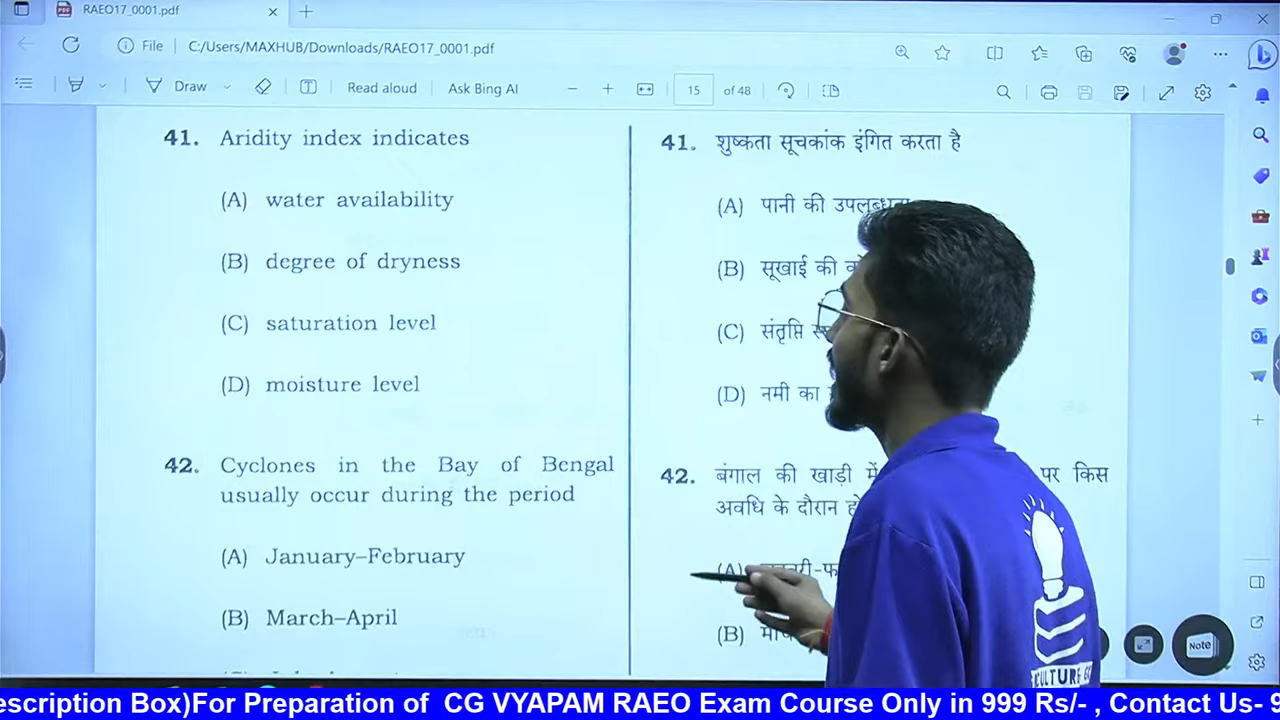 RAEO17_0001.pdf
File
C:/Users/MAXHUB/Downloads/RAEO17_0001.pdf
Draw
Read aloud
Ask Bing AI
15
of 48
41. Aridity index indicates
(A) water availability
(B) degree of dryness
(C) saturation level
(D) moisture level
42. Cyclones in the Bay of Bengal
usually occur during the period
(A) January–February
(B) March–April
41. शुष्कता सूचकांक इंगित करता है
(A) पानी की
(B) सूखाई की
(C) संतृप्ति
(D) नमी का
42. बंगाल की खाड़ी में पर किस
अवधि के दौरान
(A)
(B)
Note
For Preparation of CG VYAPAM RAEO Exam Course Only in 999 Rs/- , Contact Us- 9